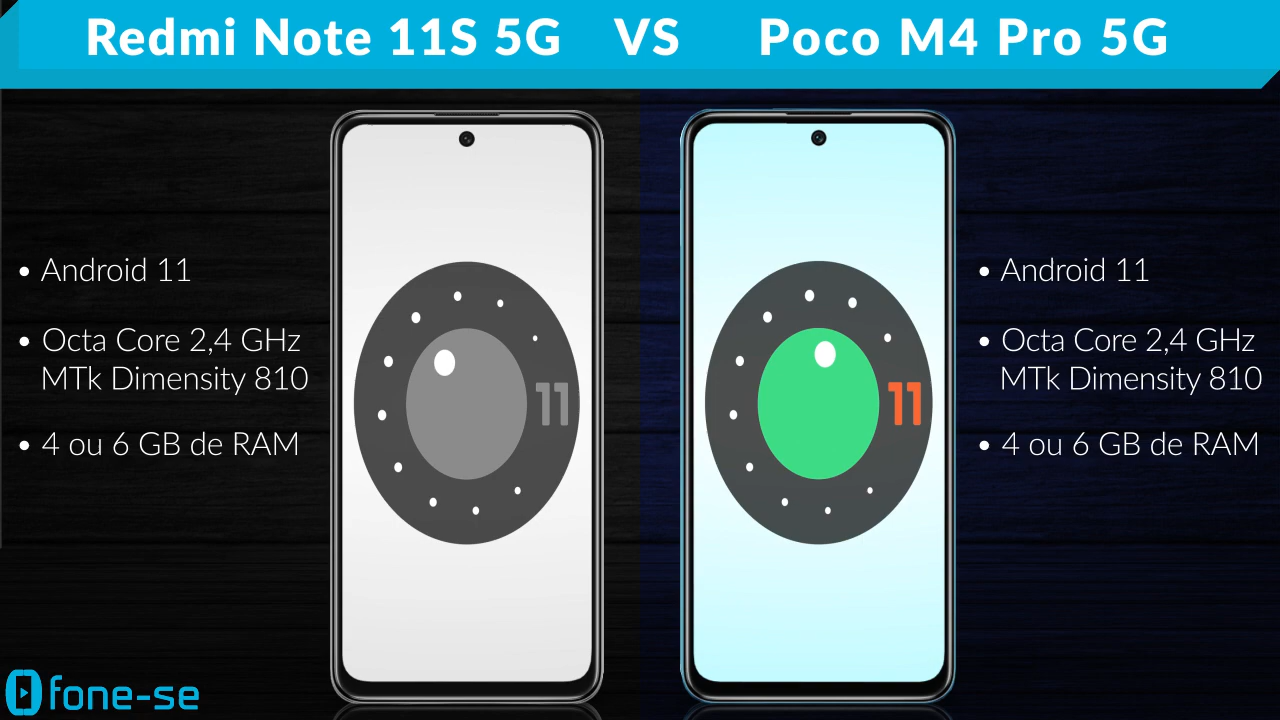 Redmi Note 11S 5G VS Poco M4 Pro 5G
• Android 11
• Octa Core 2,4 GHz
MTk Dimensity 810
• 4 ou 6 GB de RAM
11
11
• Android 11
• Octa Core 2,4 GHz
MTk Dimensity 810
• 4 ou 6 GB de RAM
fone-se